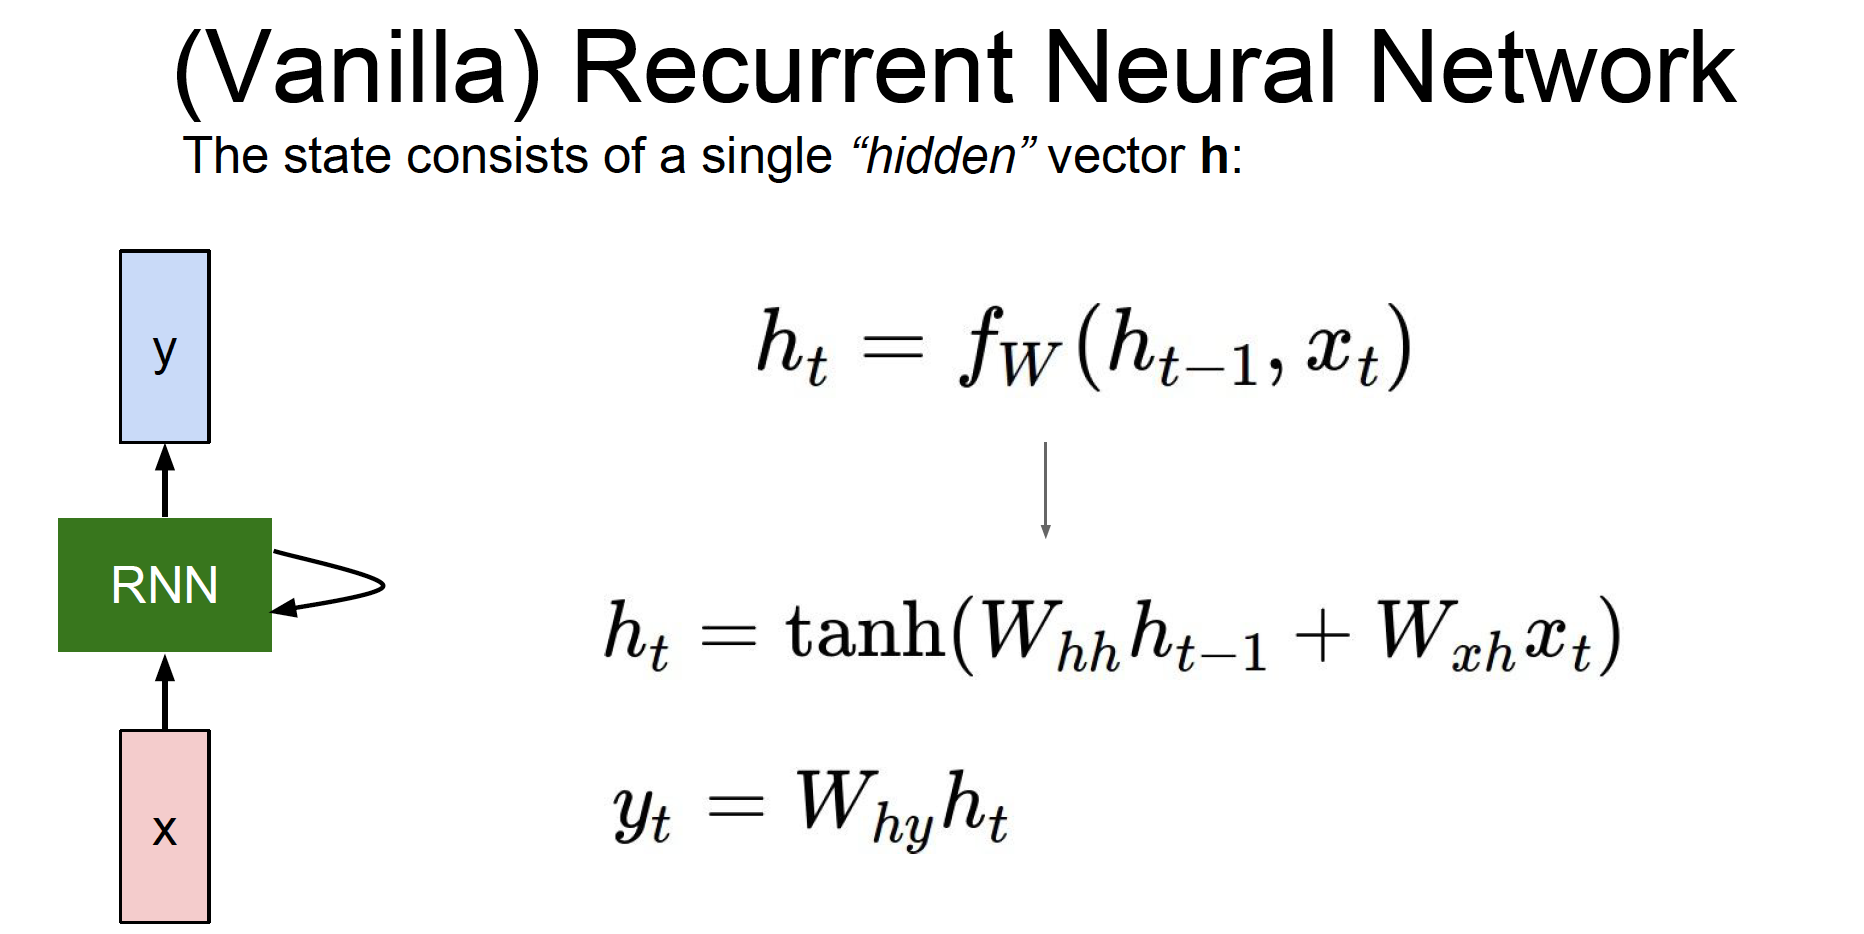 (Vanilla) Recurrent Neural Network
The state consists of a single “hidden” vector h:
y
RNN
x
h_t = f_W(h_{t−1}, x_t)
h_t = tanh(W_{hh}h_{t−1} + W_{xh}x_t)
y_t = W_{hy}h_t